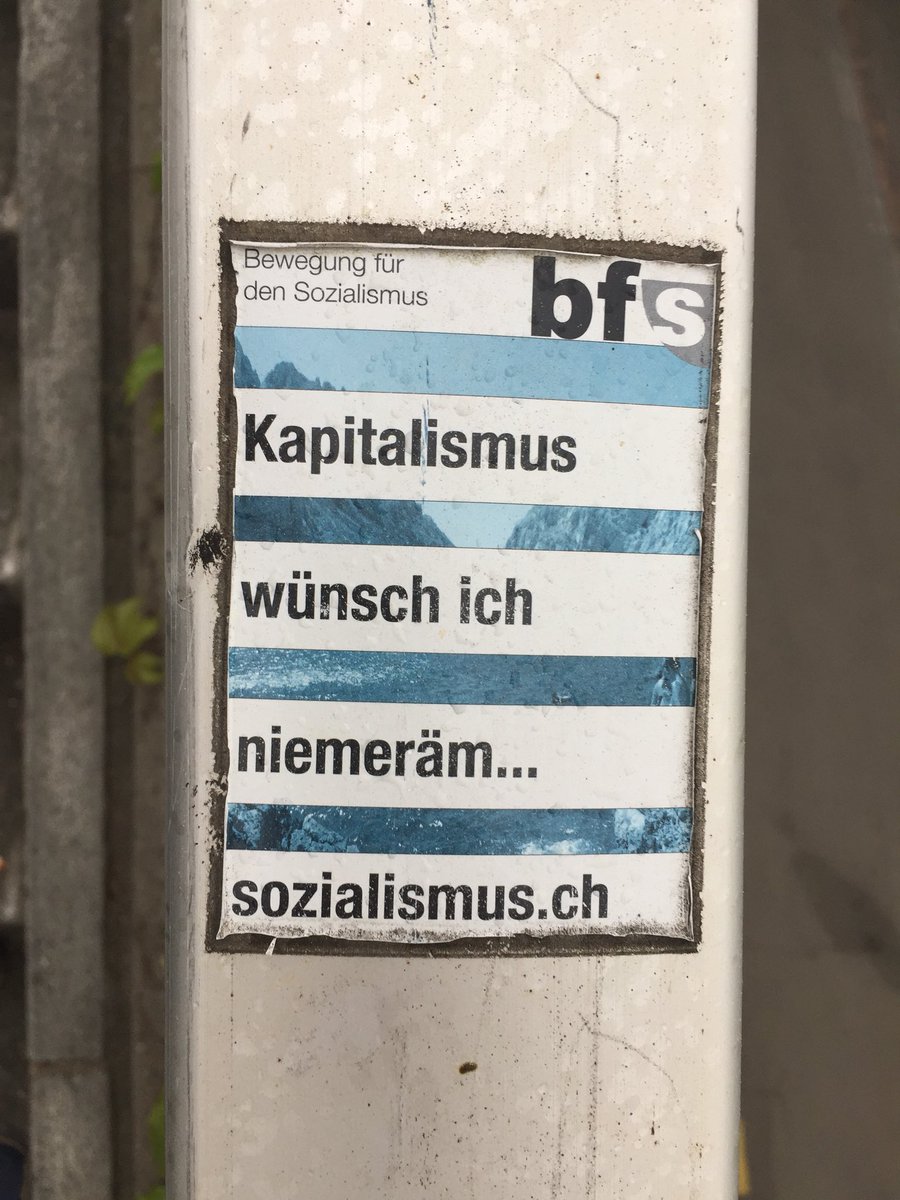 Bewegung für
den Sozialismus
bfs
Kapitalismus
wünsch ich
niemeräm...
sozialismus.ch